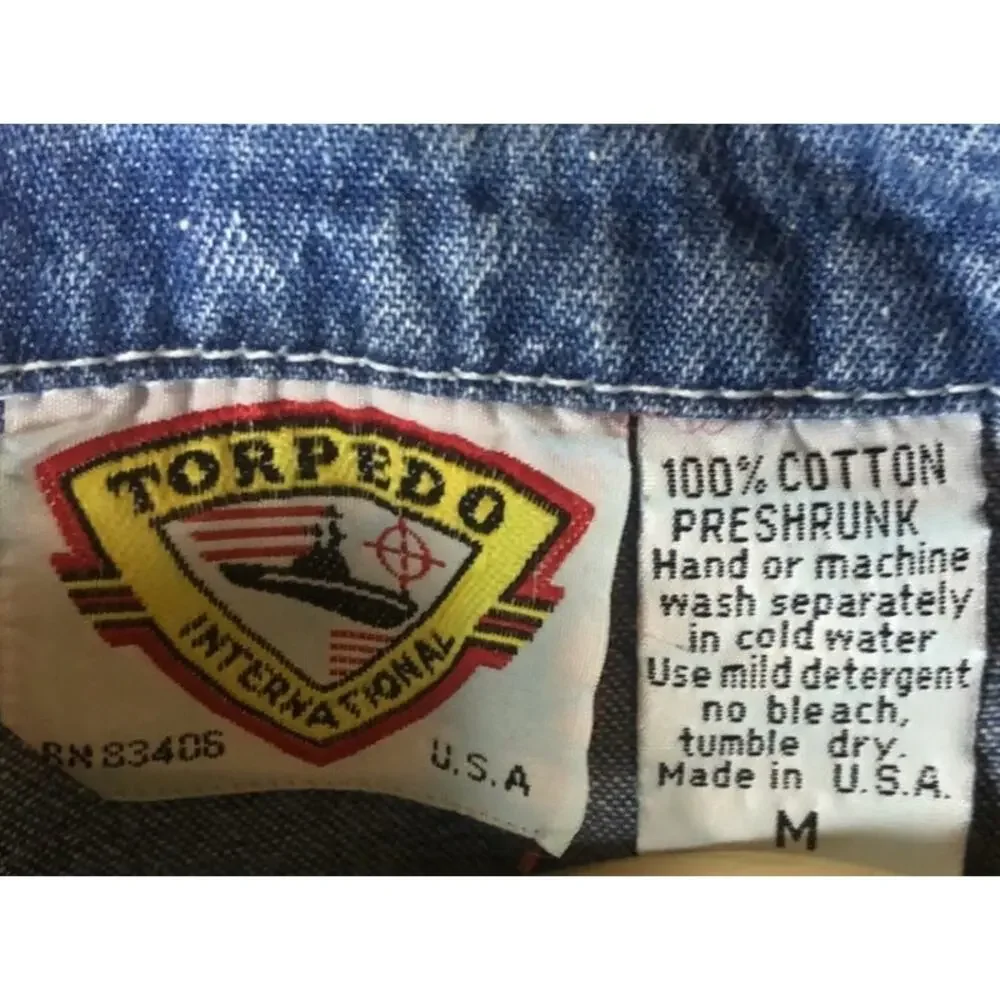 TORPEDO
INTERNATIONAL
RN 83406
U.S.A
100% COTTON
PRESHRUNK
Hand or machine
wash separately
in cold water
Use mild detergent
no bleach,
tumble dry.
Made in U.S.A.
M